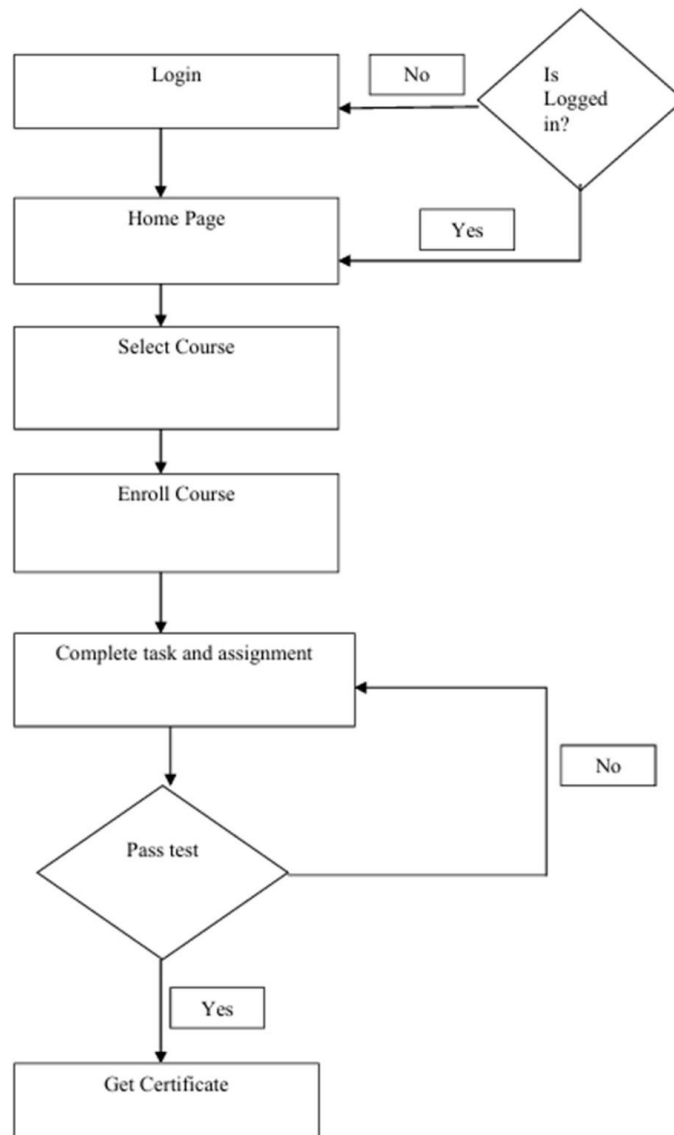 Login
No
Is
Logged
in?
Home Page
Yes
Select Course
Enroll Course
Complete task and assignment
No
Pass test
Yes
Get Certificate